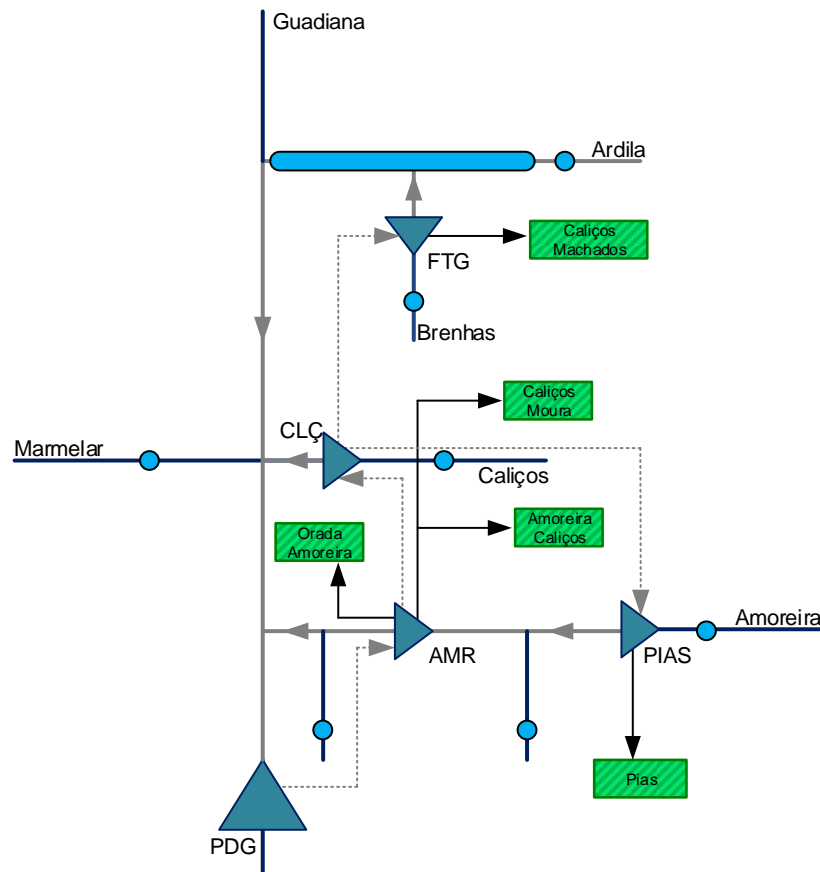 Guadiana
Ardila
Caliços
Machados
FTG
Brenhas
Caliços
Moura
CLÇ
Marmelar
Caliços
Orada
Amoreira
Amoreira
Caliços
Amoreira
AMR
PIAS
Pias
PDG